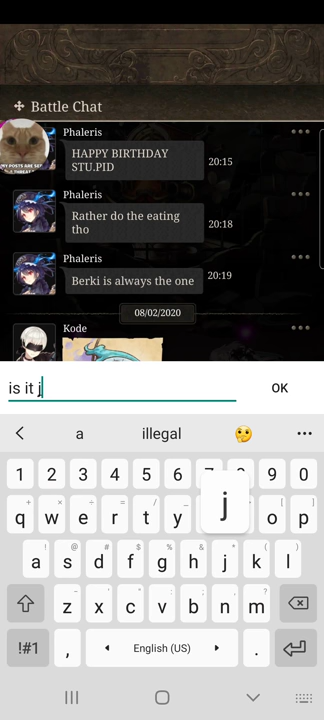 Battle Chat
Phaleris
HAPPY BIRTHDAY
STU.PID
20:15
Phaleris
Rather do the eating
tho
20:18
Phaleris
Berki is always the one
20:19
08/02/2020
Kode
is it j
OK
a illegal
1 2 3 4 5 6 7 8 9 0
q w e r t y j o p
a s d f g h j k l
z x c v b n m
!#1 , English (US) .